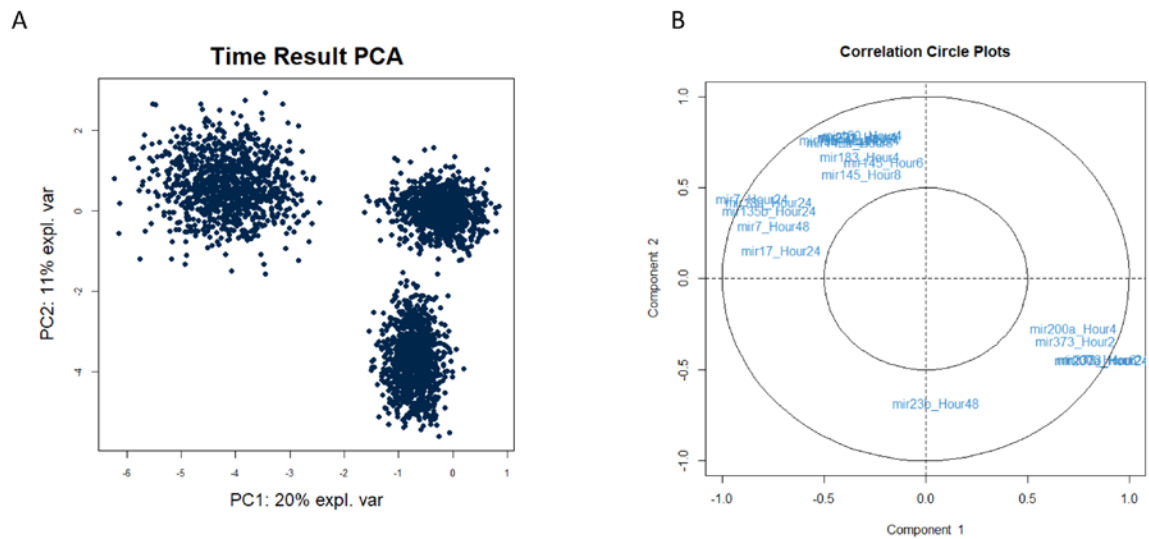 A
B
Time Result PCA
2
0
-2
-4
PC2: 11% expl. var
-6
-5
-4
-3
-2
-1
0
1
PC1: 20% expl. var
Correlation Circle Plots
1.0
0.5
0.0
-0.5
-1.0
Component 2
mir183_Hour4
mir145_Hour6
mir145_Hour8
mir7_Hour24
mir135b_Hour24
mir7_Hour48
mir17_Hour24
mir200a_Hour4
mir373_Hour2
mir23b_Hour48
-1.0
-0.5
0.0
0.5
1.0
Component 1